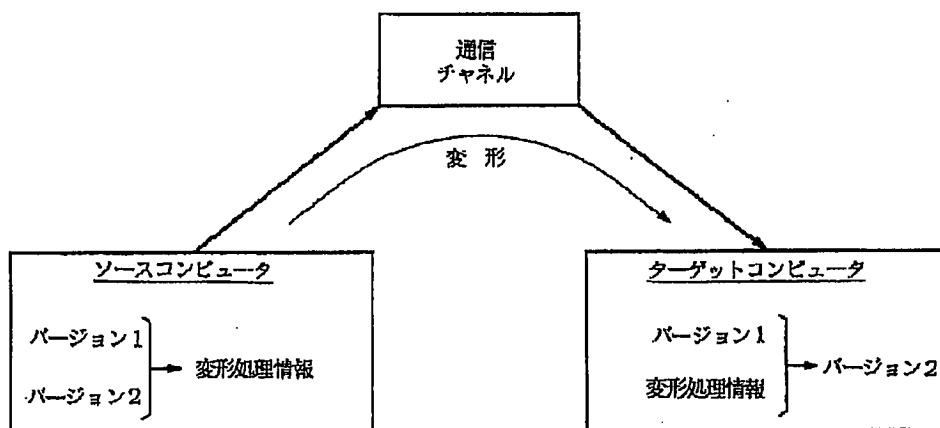 通信
チャネル
変形
ソースコンピュータ
バージョン1
変形処理情報
バージョン2
ターゲットコンピュータ
バージョン1
変形処理情報
バージョン2